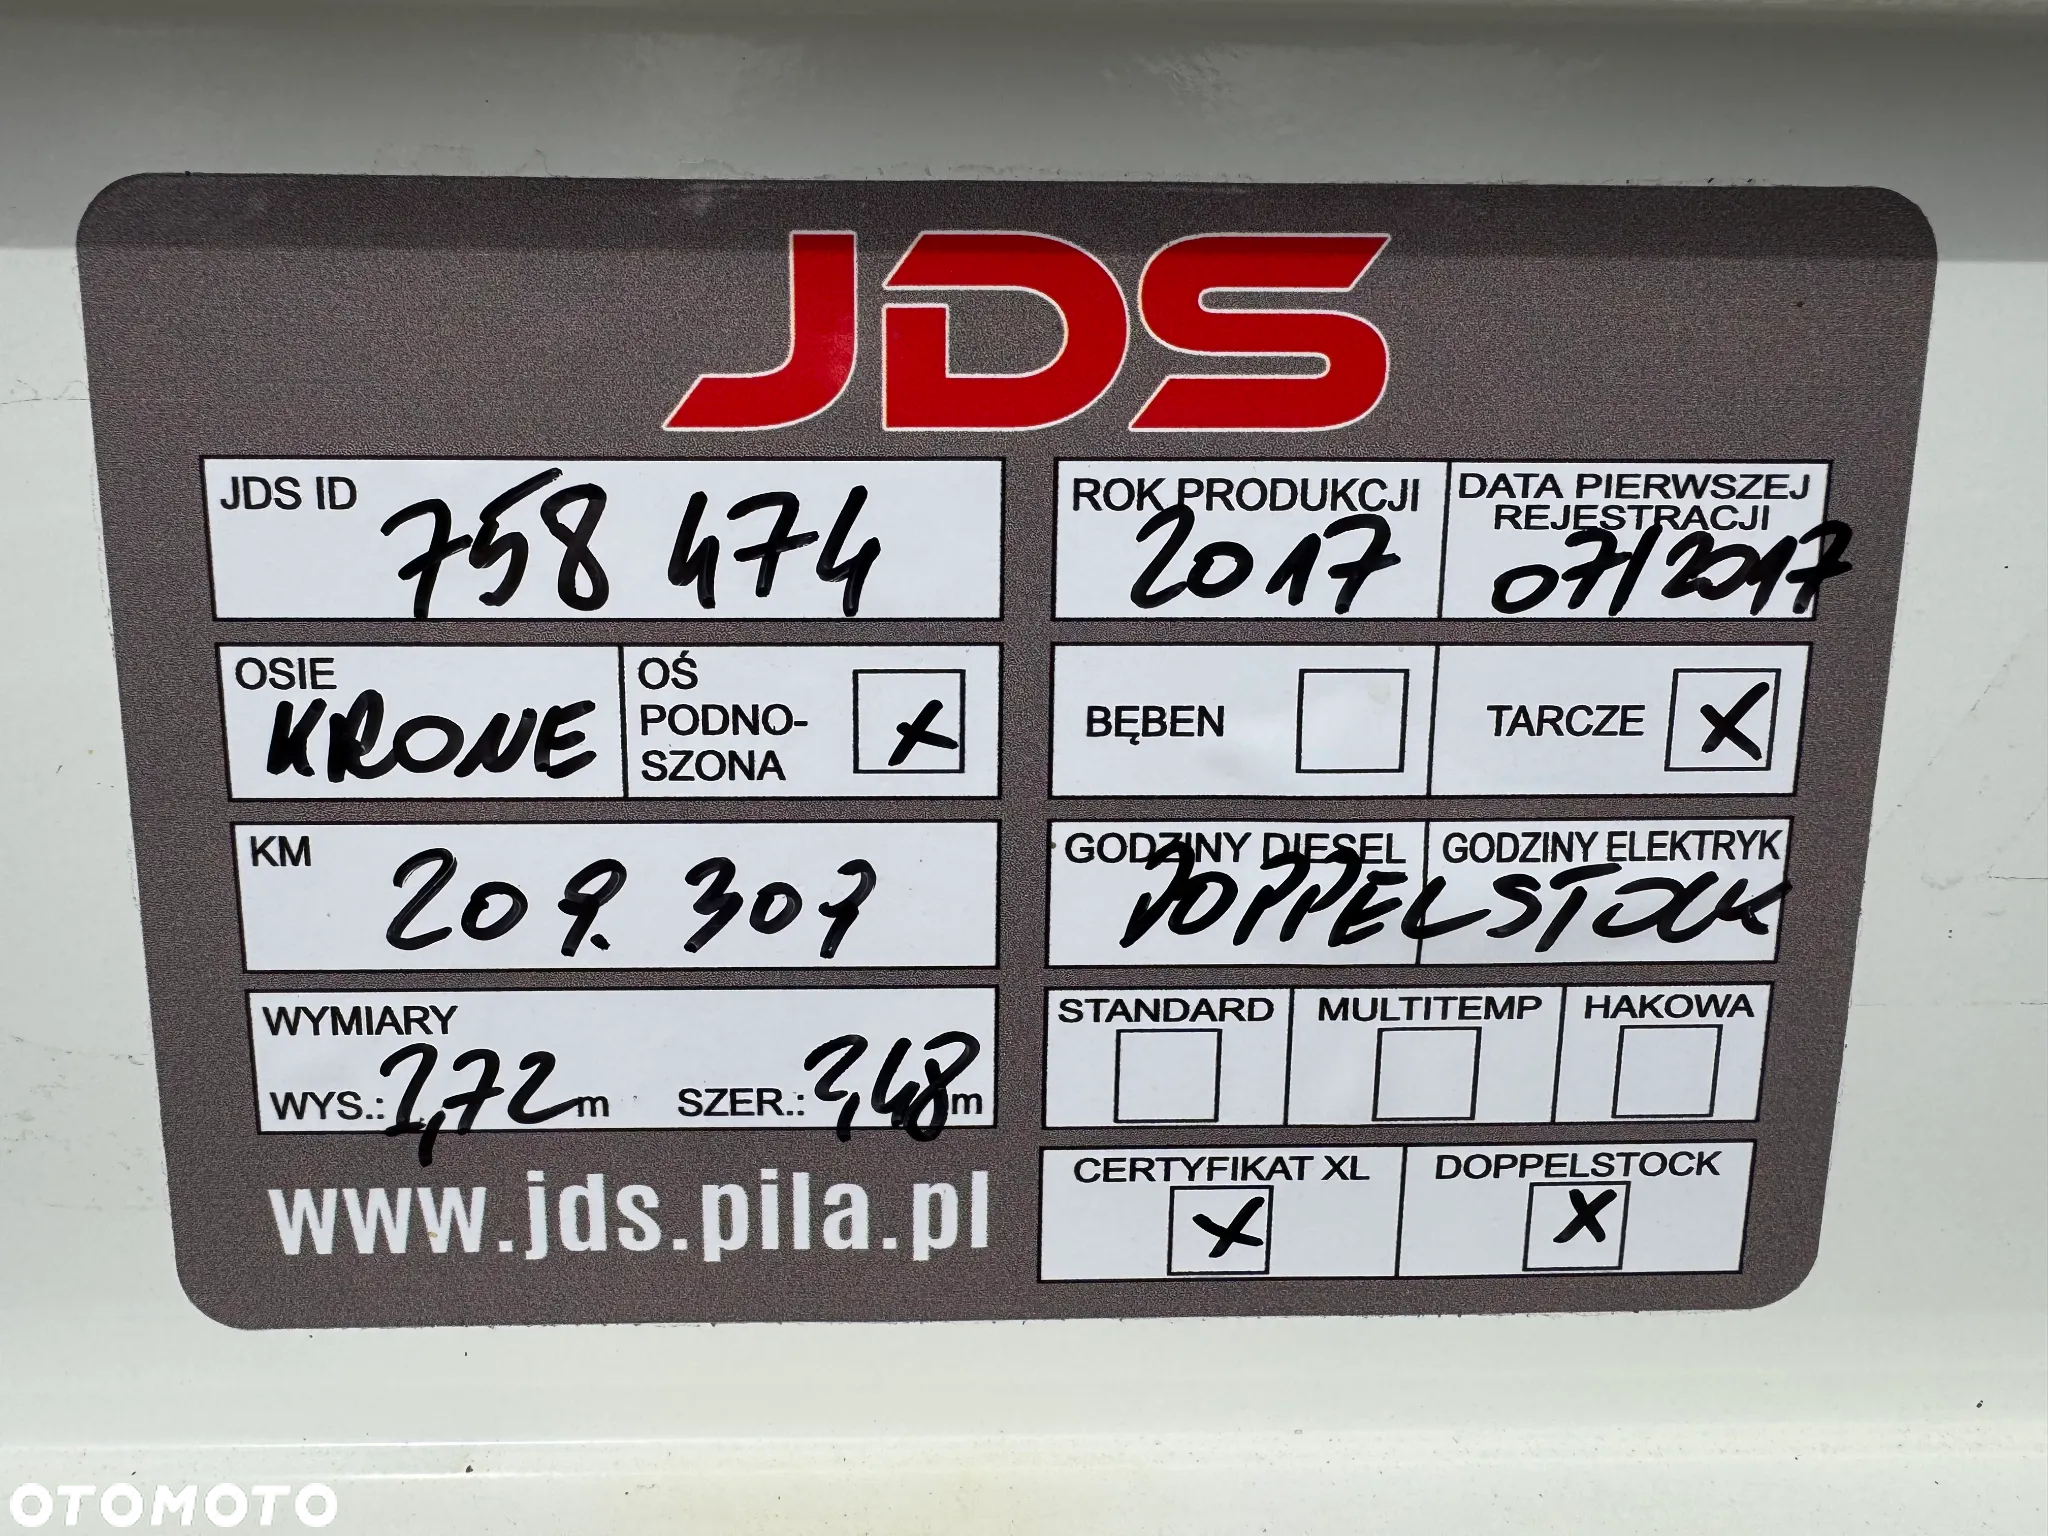 JDS
JDS ID 758 474
ROK PRODUKCJI
2017
DATA PIERWSZEJ
REJESTRACJI
07/2017
OSIE
KRONE
OŚ
PODNO-
SZONA
x
BĘBEN
TARCZE x
KM
209.307
GODZINY DIESEL GODZINY ELEKTRYK
DOPPELSTOCK
WYMIARY
WYS.: 2,72 m SZER.: 2,48 m
STANDARD MULTITEMP HAKOWA
CERTYFIKAT XL DOPPELSTOCK
x x
www.jds.pila.pl
OTOMOTO